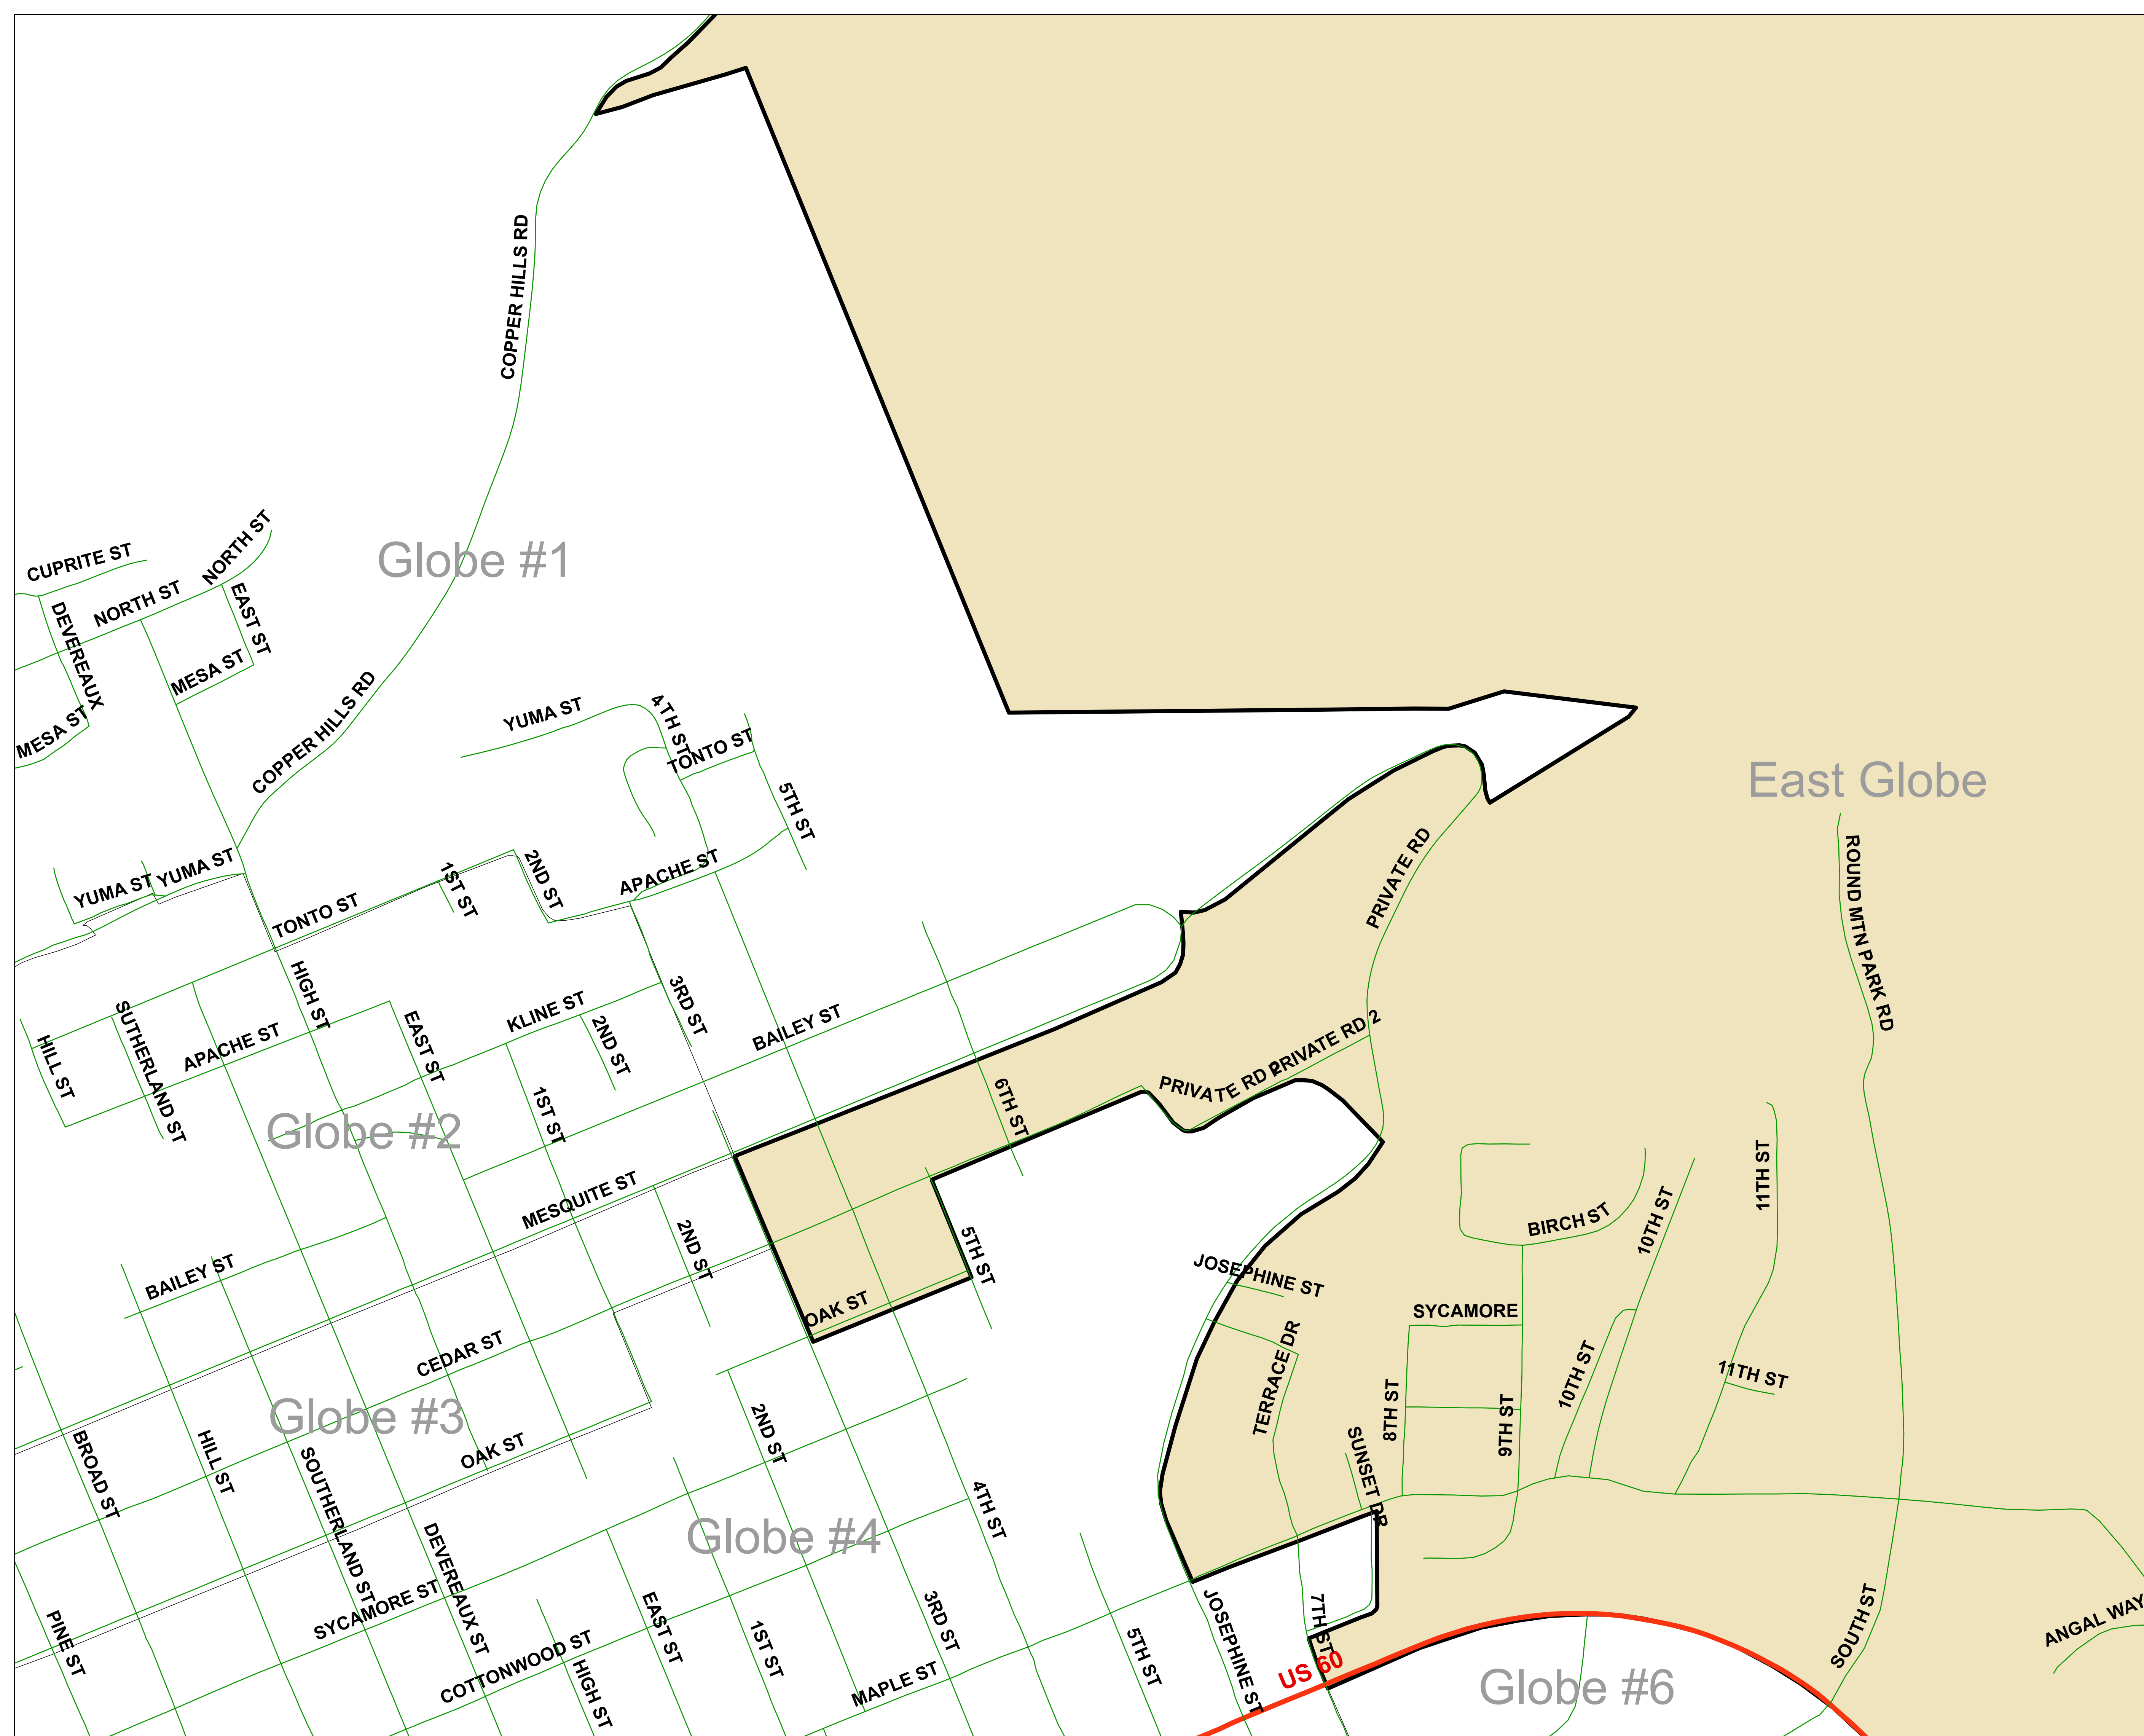 COPPER HILLS RD
Globe #1
CUPRITE ST
NORTH ST
NORTH ST
DEVEREAUX
EAST ST
MESA ST
MESA ST
COPPER HILLS RD
YUMA ST
4TH ST
TONTO ST
5TH ST
East Globe
YUMA ST
YUMA ST
TONTO ST
1ST ST
2ND ST
APACHE ST
PRIVATE RD
ROUND MTN PARK RD
HIGH ST
3RD ST
KLINE ST
2ND ST
BAILEY ST
HILL ST
SUTHERLAND ST
APACHE ST
EAST ST
1ST ST
6TH ST
PRIVATE RD 2
PRIVATE RD 2
Globe #2
MESQUITE ST
2ND ST
5TH ST
BAILEY ST
OAK ST
JOSEPHINE ST
BIRCH ST
10TH ST
11TH ST
SYCAMORE
TERRACE DR
CEDAR ST
Globe #3
8TH ST
9TH ST
10TH ST
11TH ST
SUNSET DR
BROAD ST
HILL ST
SOUTHERLAND ST
OAK ST
2ND ST
4TH ST
Globe #4
DEVEREAUX ST
SYCAMORE ST
PINE ST
COTTONWOOD ST
HIGH ST
EAST ST
1ST ST
3RD ST
MAPLE ST
5TH ST
JOSEPHINE ST
7TH ST
US 60
Globe #6
SOUTH ST
ANGAL WAY